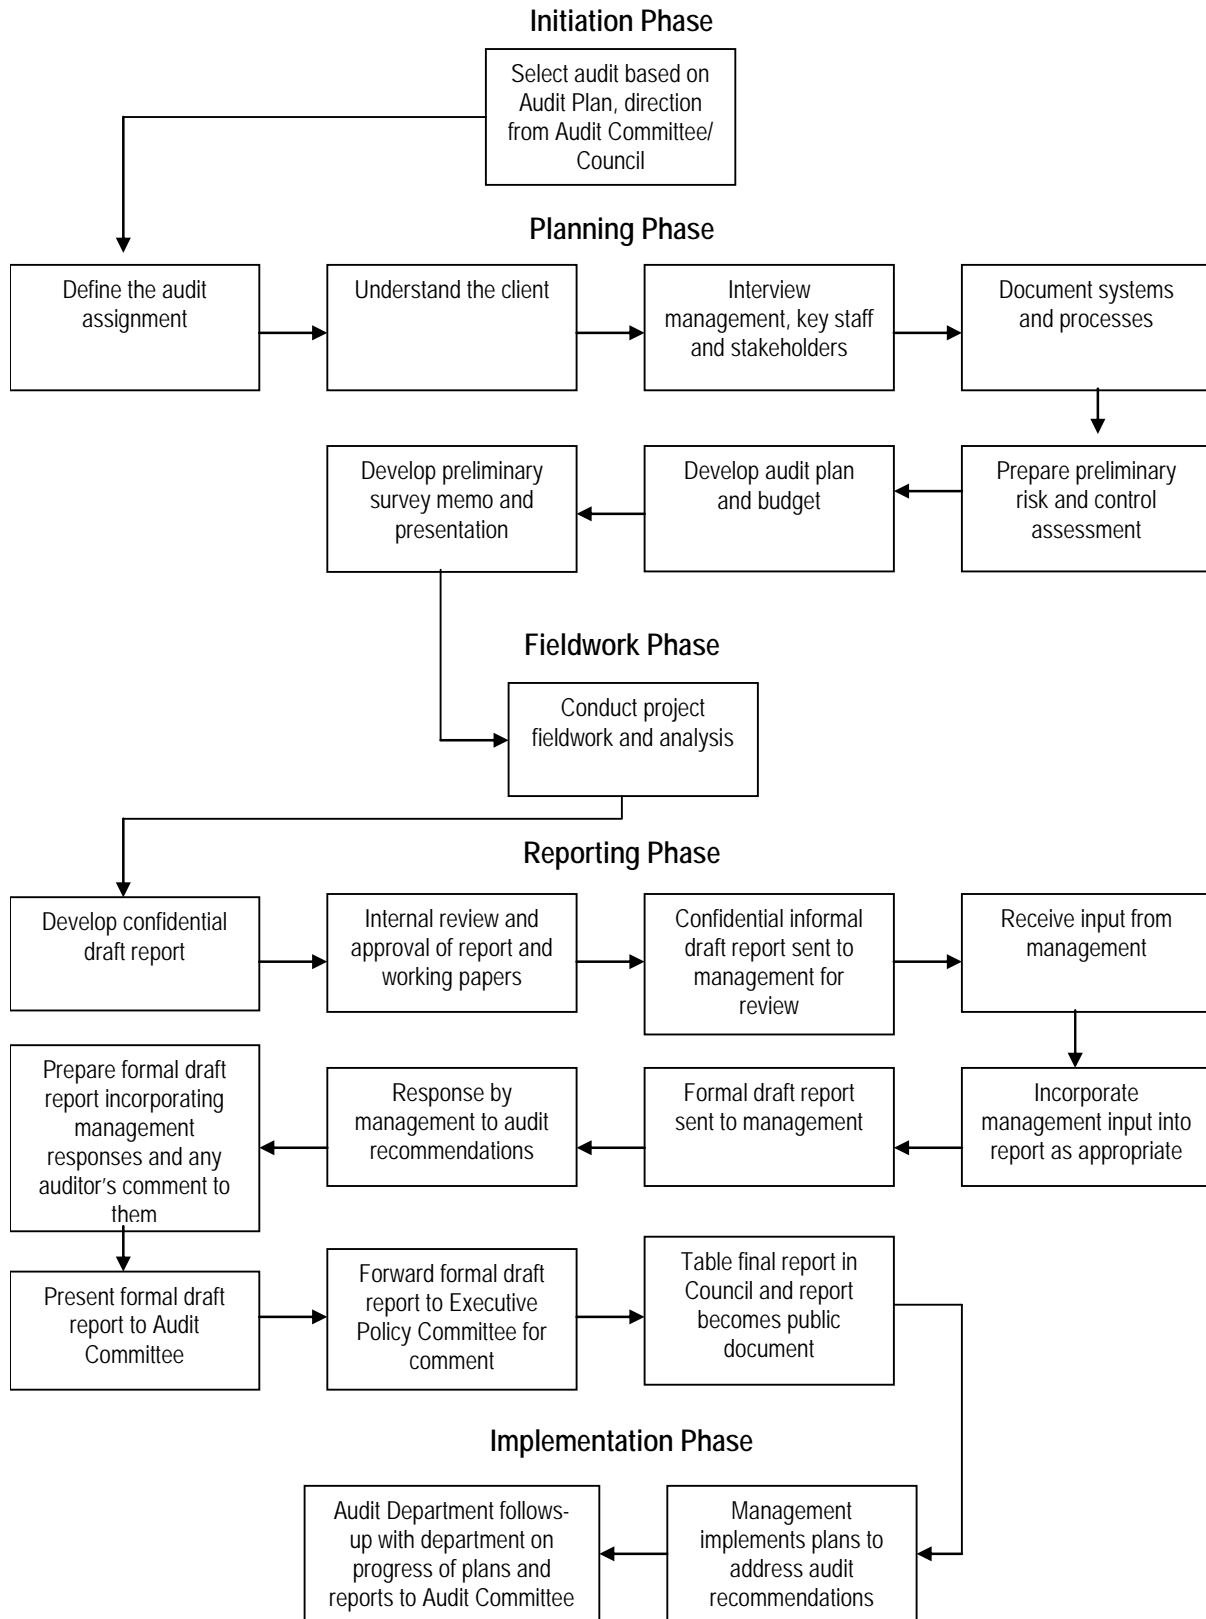 Initiation Phase
Select audit based on
Audit Plan, direction
from Audit Committee/
Council
Planning Phase
Define the audit
assignment
Understand the client
Interview
management, key staff
and stakeholders
Document systems
and processes
Prepare preliminary
risk and control
assessment
Develop audit plan
and budget
Develop preliminary
survey memo and
presentation
Fieldwork Phase
Conduct project
fieldwork and analysis
Reporting Phase
Develop confidential
draft report
Internal review and
approval of report and
working papers
Confidential informal
draft report sent to
management for
review
Receive input from
management
Incorporate
management input into
report as appropriate
Formal draft report
sent to management
Response by
management to audit
recommendations
Prepare formal draft
report incorporating
management
responses and any
auditor’s comment to
them
Present formal draft
report to Audit
Committee
Forward formal draft
report to Executive
Policy Committee for
comment
Table final report in
Council and report
becomes public
document
Implementation Phase
Management
implements plans to
address audit
recommendations
Audit Department follows-
up with department on
progress of plans and
reports to Audit Committee